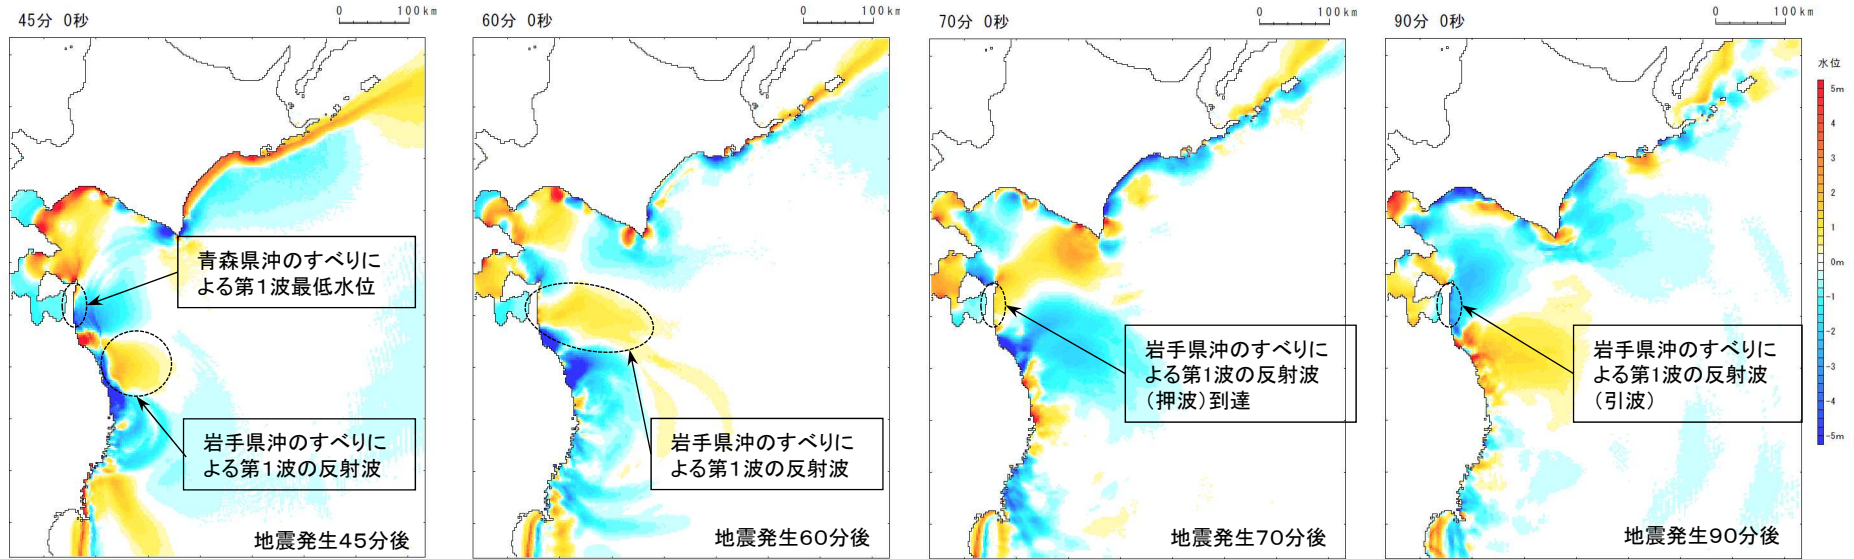 45分 0秒
0 100km
青森県沖のすべりに
よる第1波最低水位
岩手県沖のすべりに
よる第1波の反射波
地震発生45分後
60分 0秒
0 100km
岩手県沖のすべりに
よる第1波の反射波
地震発生60分後
70分 0秒
0 100km
岩手県沖のすべりに
よる第1波の反射波
(押波)到達
地震発生70分後
90分 0秒
0 100km
岩手県沖のすべりに
よる第1波の反射波
(引波)
地震発生90分後
水位
5m
4
3
2
1
0m
-1
-2
-3
-4
-5m